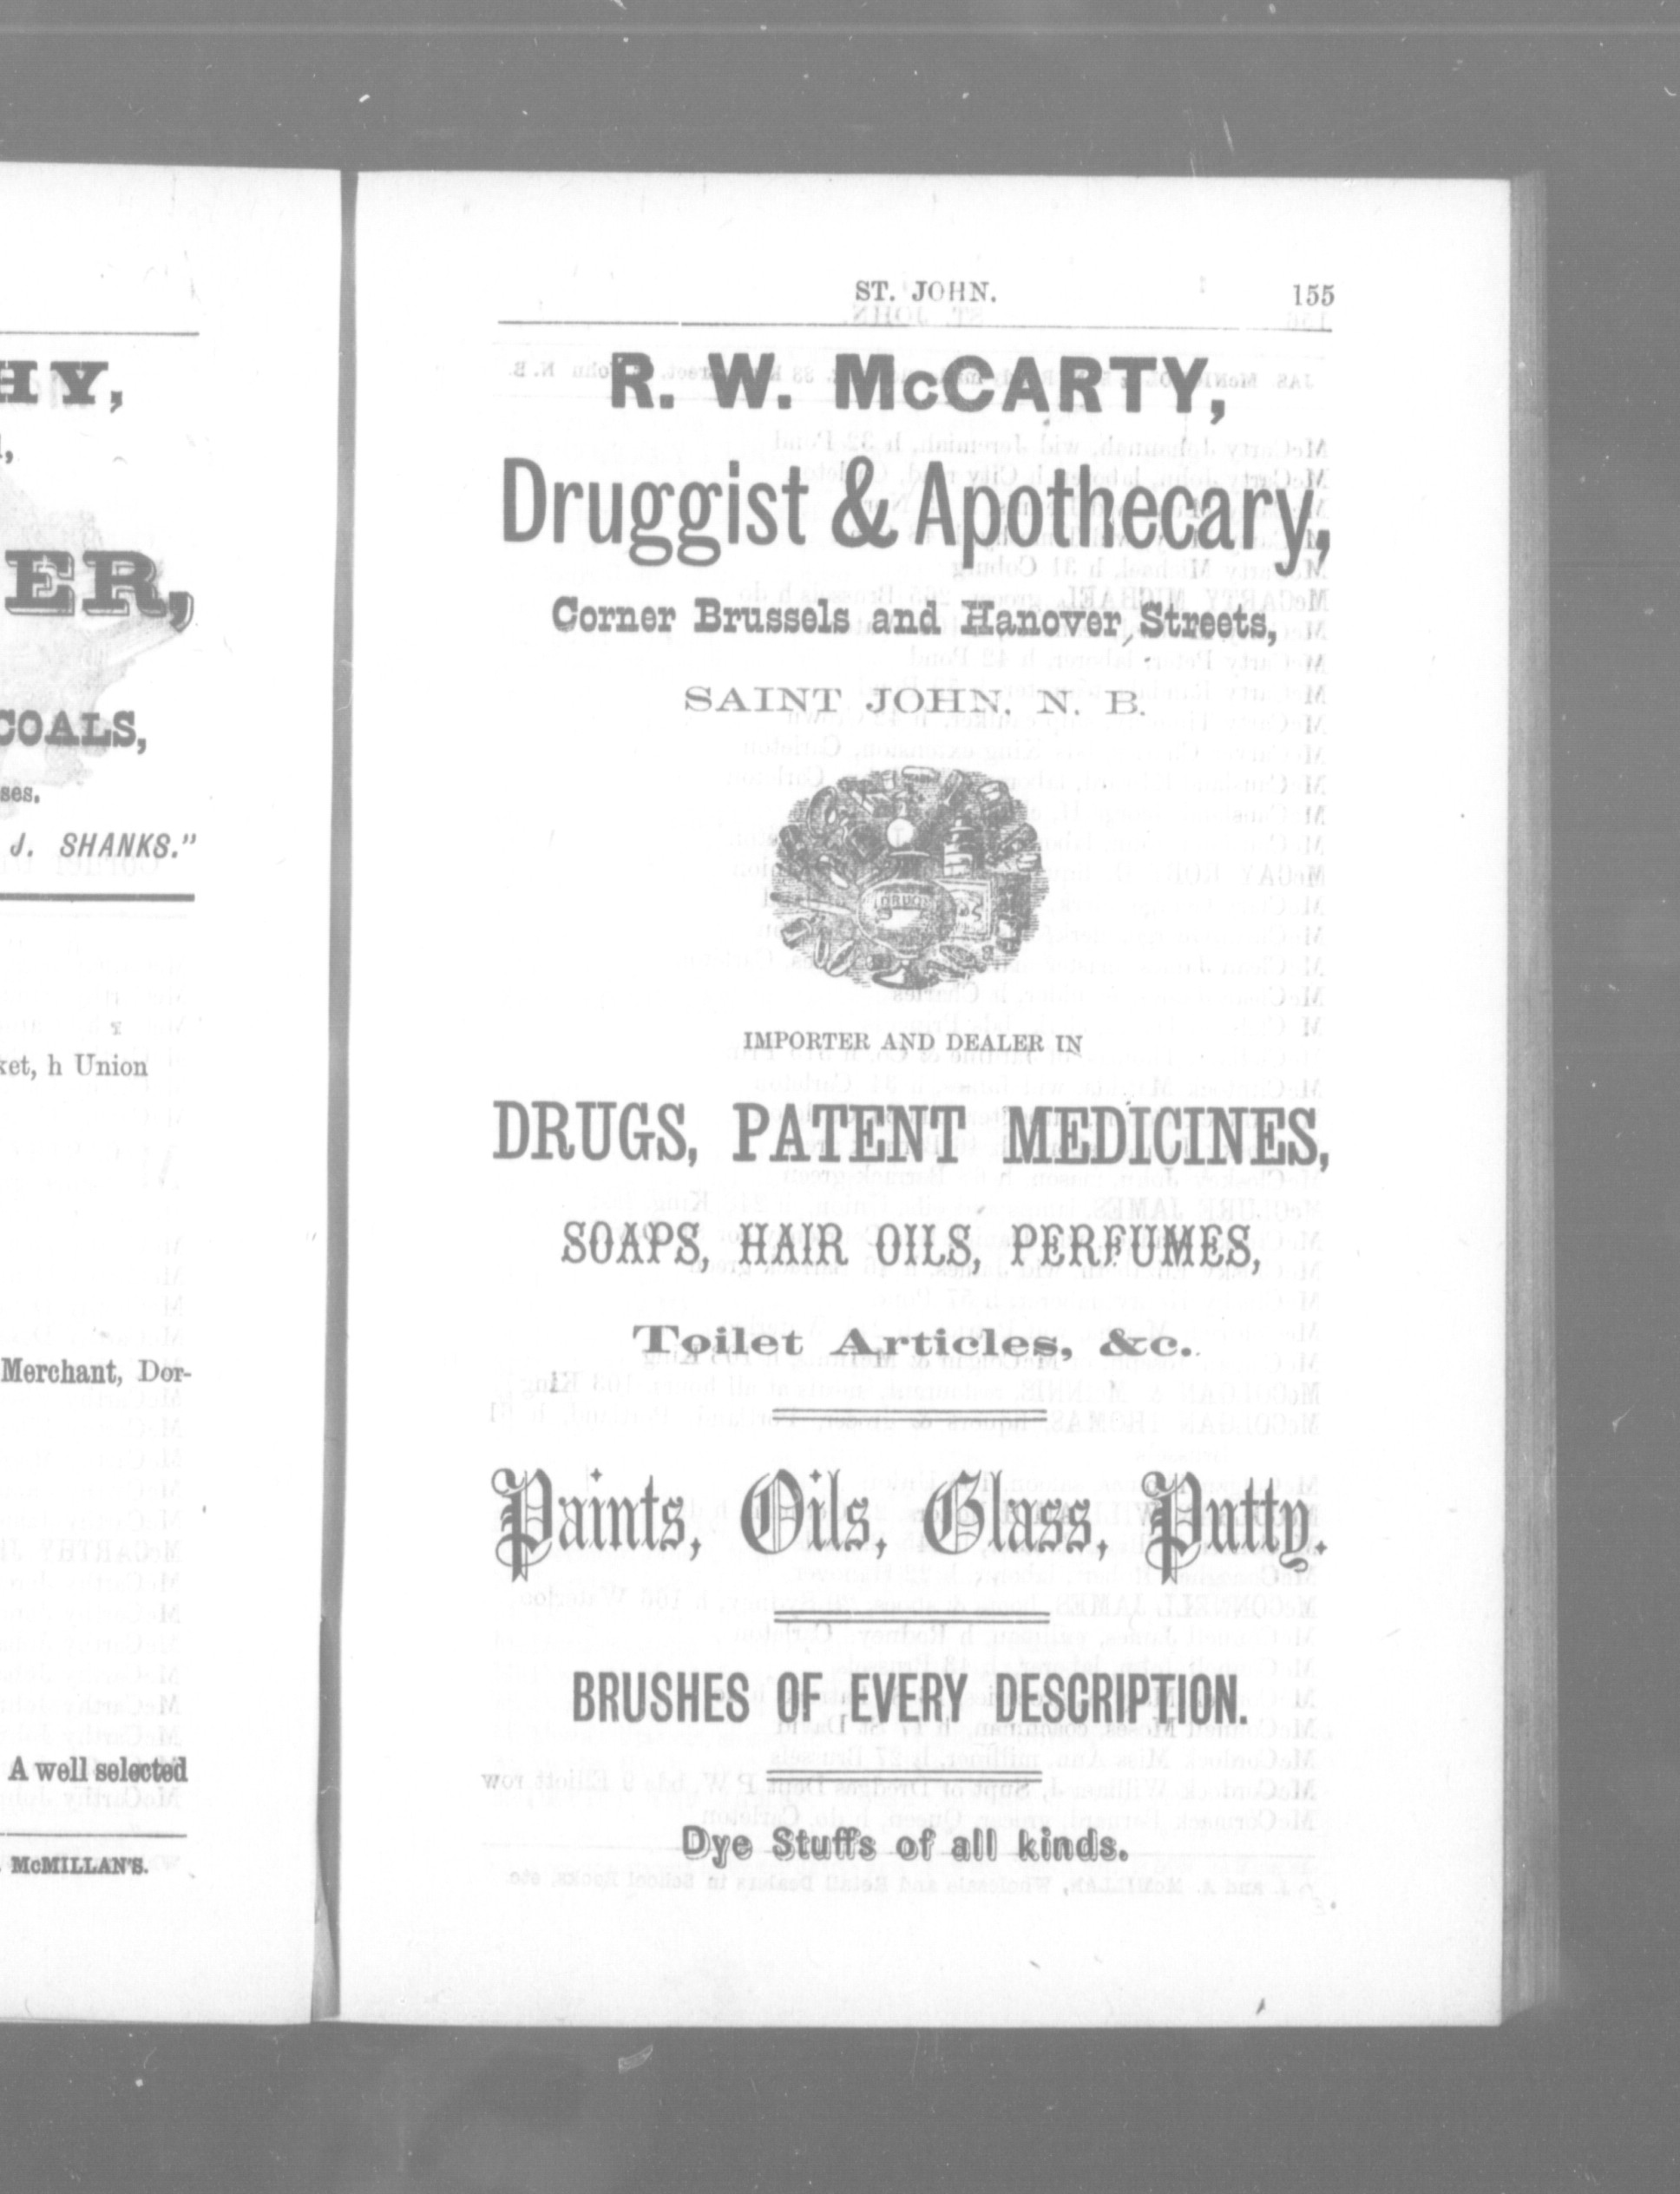 HY,
ER,
COALS,
ses.
J. SHANKS."
ket, h Union
Merchant, Dor-
A well selected
McMILLAN'S.
ST. JOHN. 155
R. W. McCARTY,
Druggist & Apothecary,
Corner Brussels and Hanover Streets,
SAINT JOHN, N. B.
DRUGS
IMPORTER AND DEALER IN
DRUGS, PATENT MEDICINES,
SOAPS, HAIR OILS, PERFUMES,
Toilet Articles, &c.
Paints, Oils, Glass, Putty.
BRUSHES OF EVERY DESCRIPTION.
Dye Stuffs of all kinds.